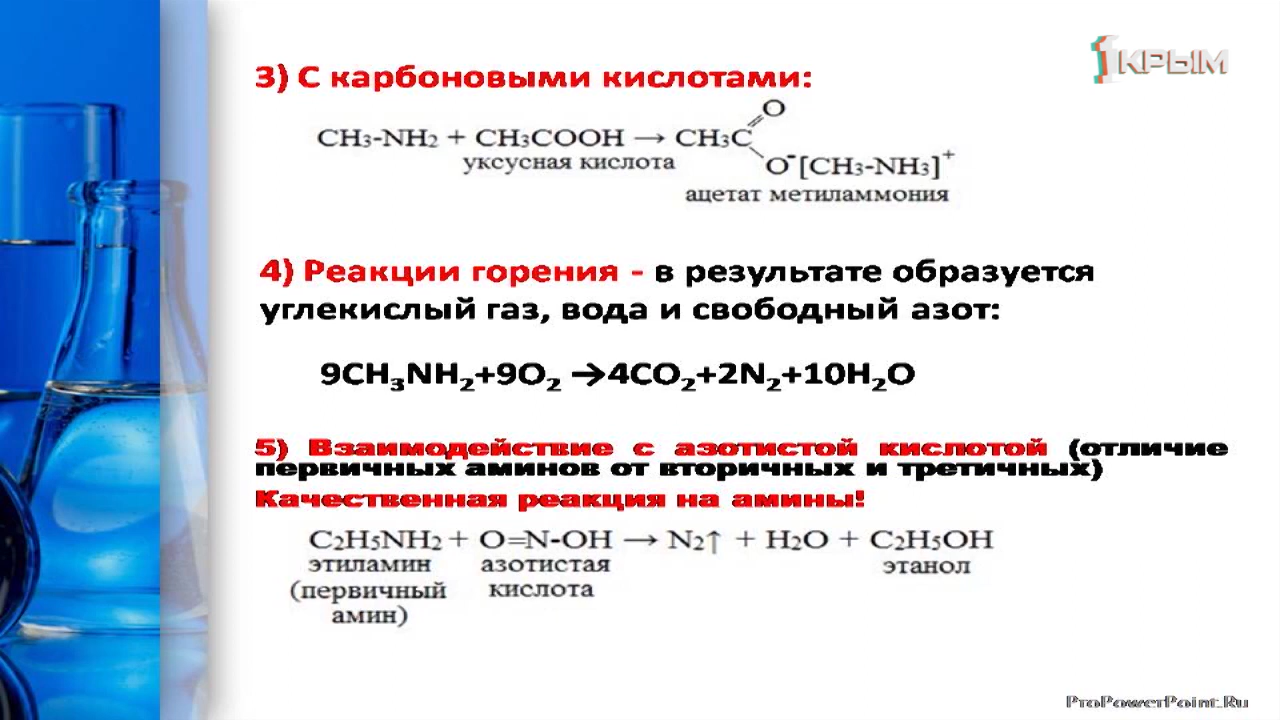 1КРЫМ
3) С карбоновыми кислотами:
CH₃-NH₂ + CH₃COOH → CH₃C
O
уксусная кислота
O⁻[CH₃-NH₃]⁺
ацетат метиламмония
4) Реакции горения - в результате образуется
углекислый газ, вода и свободный азот:
9CH₃NH₂+9O₂ →4CO₂+2N₂+10H₂O
5) Взаимодействие с азотистой кислотой (отличие
первичных аминов от вторичных и третичных)
Качественная реакция на амины!
C₂H₅NH₂ + O=N-OH → N₂↑ + H₂O + C₂H₅OH
этиламин азотистая этанол
(первичный кислота
амин)
ProPowerPoint.Ru